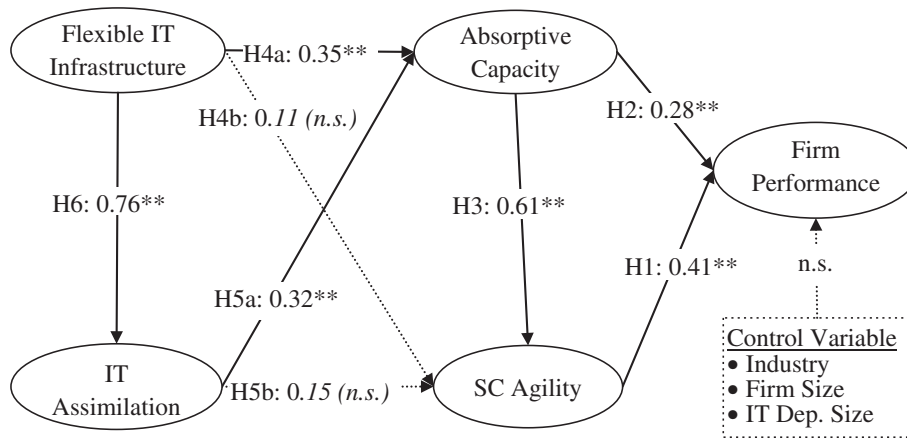 Flexible IT
Infrastructure
H4a: 0.35**
Absorptive
Capacity
H4b: 0.11 (n.s.)
H2: 0.28**
Firm
Performance
H6: 0.76**
H3: 0.61**
H5a: 0.32**
H1: 0.41**
n.s.
IT
Assimilation
H5b: 0.15 (n.s.)
SC Agility
Control Variable
● Industry
● Firm Size
● IT Dep. Size